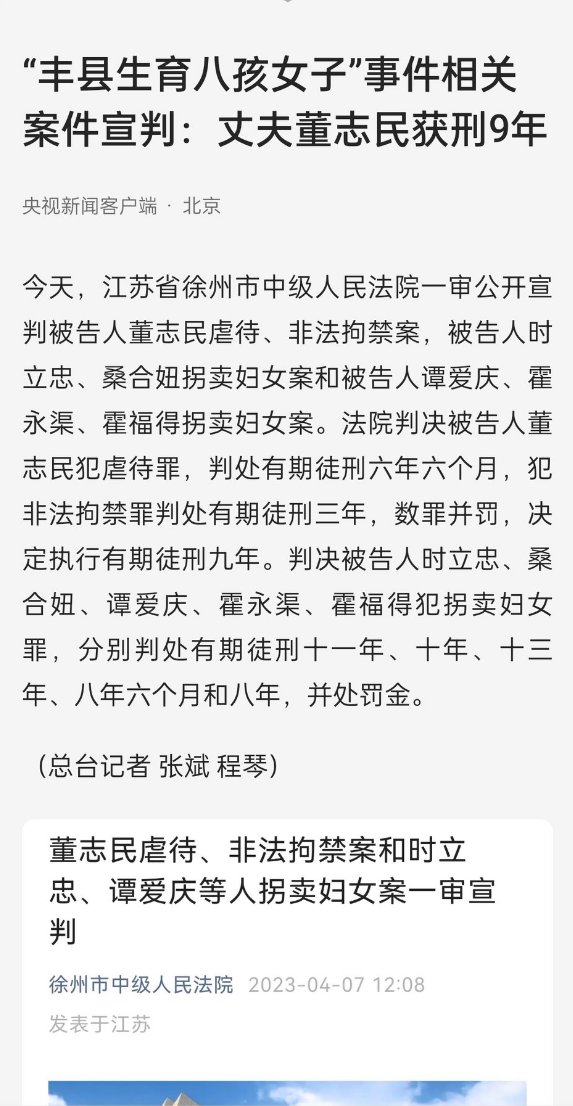 “丰县生育八孩女子”事件相关
案件宣判：丈夫董志民获刑9年
央视新闻客户端 · 北京
今天，江苏省徐州市中级人民法院一审公开宣
判被告人董志民虐待、非法拘禁案，被告人时
立忠、桑合妞拐卖妇女案和被告人谭爱庆、霍
永渠、霍福得拐卖妇女案。法院判决被告人董
志民犯虐待罪，判处有期徒刑六年六个月，犯
非法拘禁罪判处有期徒刑三年，数罪并罚，决
定执行有期徒刑九年。判决被告人时立忠、桑
合妞、谭爱庆、霍永渠、霍福得犯拐卖妇女
罪，分别判处有期徒刑十一年、十年、十三
年、八年六个月和八年，并处罚金。
（总台记者 张斌 程琴）
董志民虐待、非法拘禁案和时立
忠、谭爱庆等人拐卖妇女案一审宣
判
徐州市中级人民法院 2023-04-07 12:08
发表于江苏